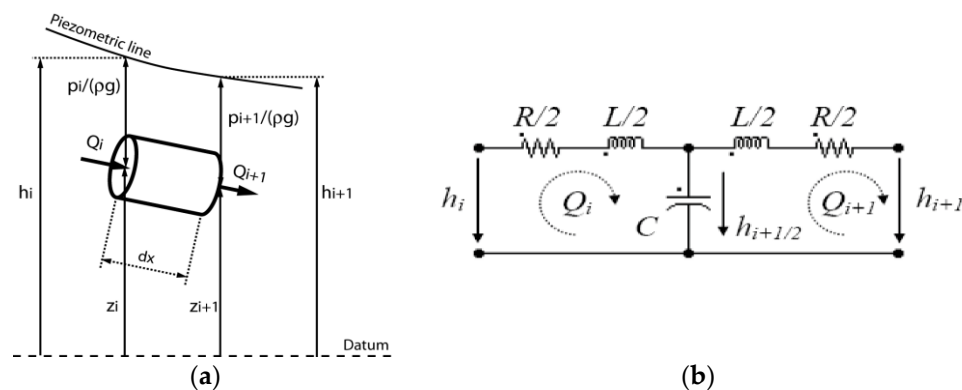 Piezometric line
pi/(ρg)
pi+1/(ρg)
Qi
Qi+1
hi
hi+1
dx
zi
zi+1
Datum
(a)
R/2 L/2 L/2 R/2
hi Qi C hi+1/2 Qi+1 hi+1
(b)